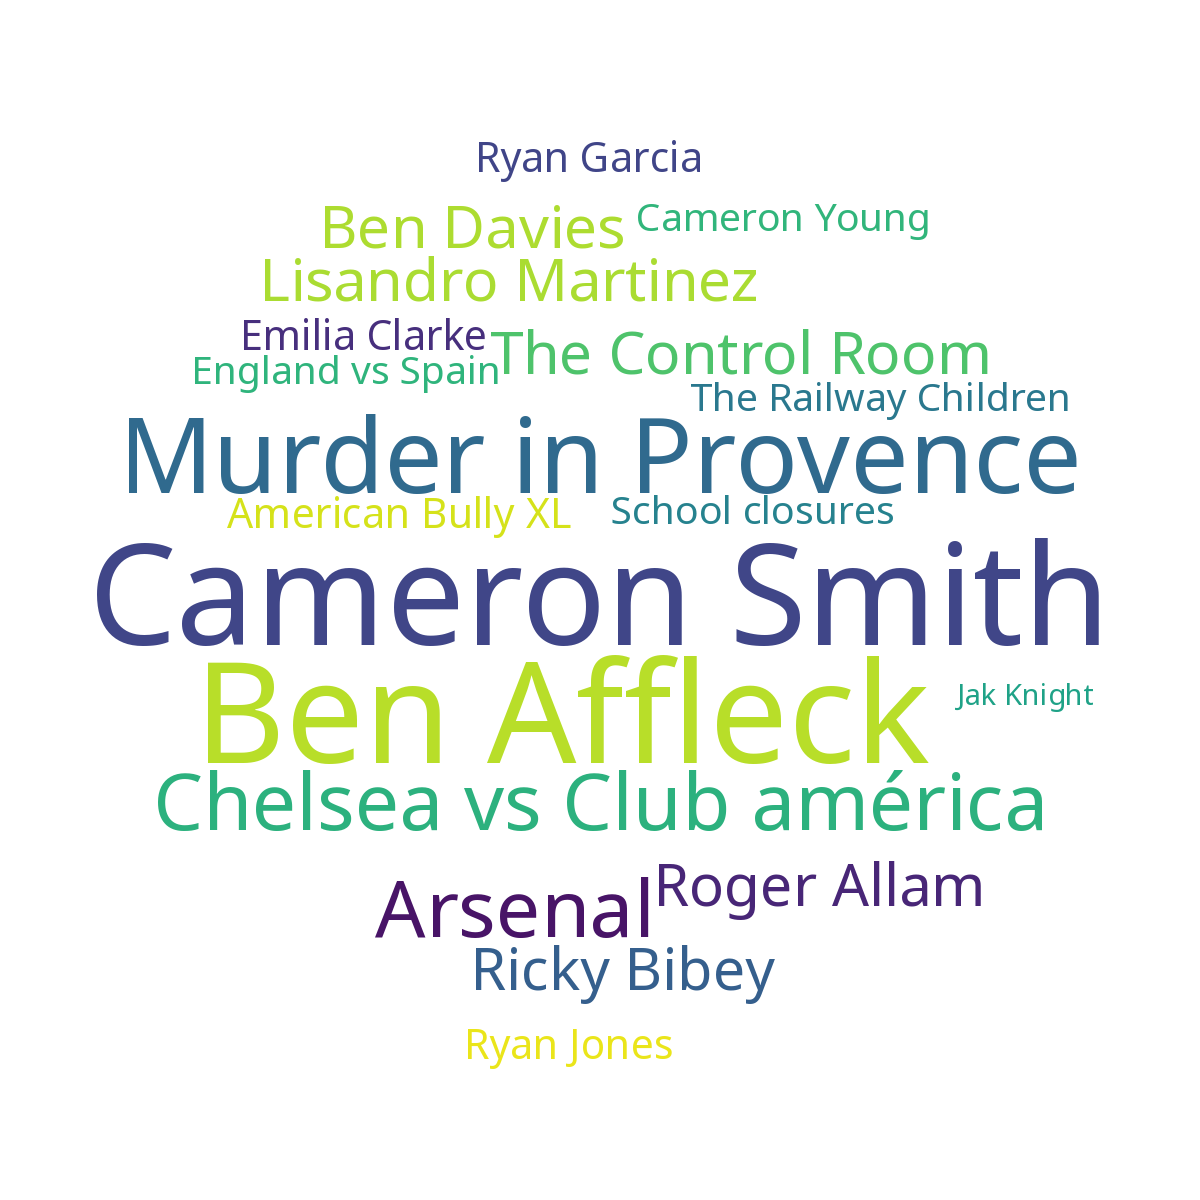 Ryan Garcia
Ben Davies
Cameron Young
Lisandro Martinez
Emilia Clarke
The Control Room
England vs Spain
The Railway Children
Murder in Provence
American Bully XL
School closures
Cameron Smith
Ben Affleck
Jak Knight
Chelsea vs Club américa
Roger Allam
Arsenal
Ricky Bibey
Ryan Jones